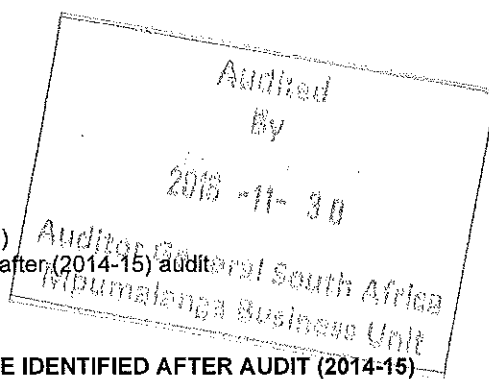 Audited
By
2016 -11- 30
Auditor General South Africa
Mpumalanga Business Unit
)
after (2014-15) audit
E IDENTIFIED AFTER AUDIT (2014-15)